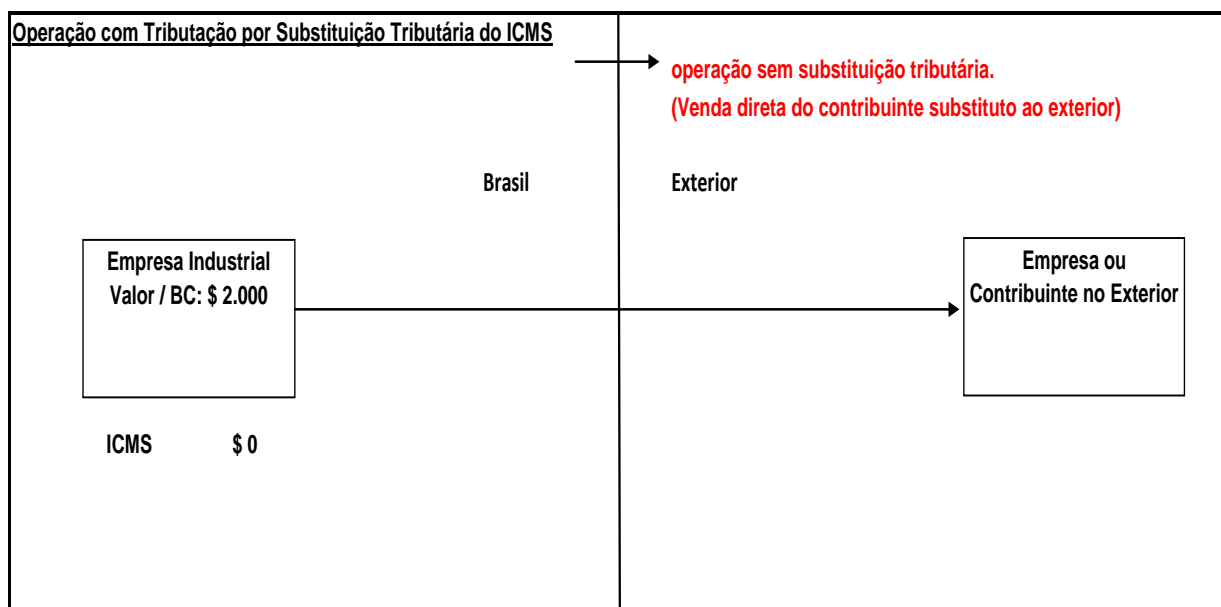 Operação com Tributação por Substituição Tributária do ICMS
operação sem substituição tributária.
(Venda direta do contribuinte substituto ao exterior)
Brasil
Exterior
Empresa Industrial
Valor / BC: $ 2.000
Empresa ou
Contribuinte no Exterior
ICMS $ 0